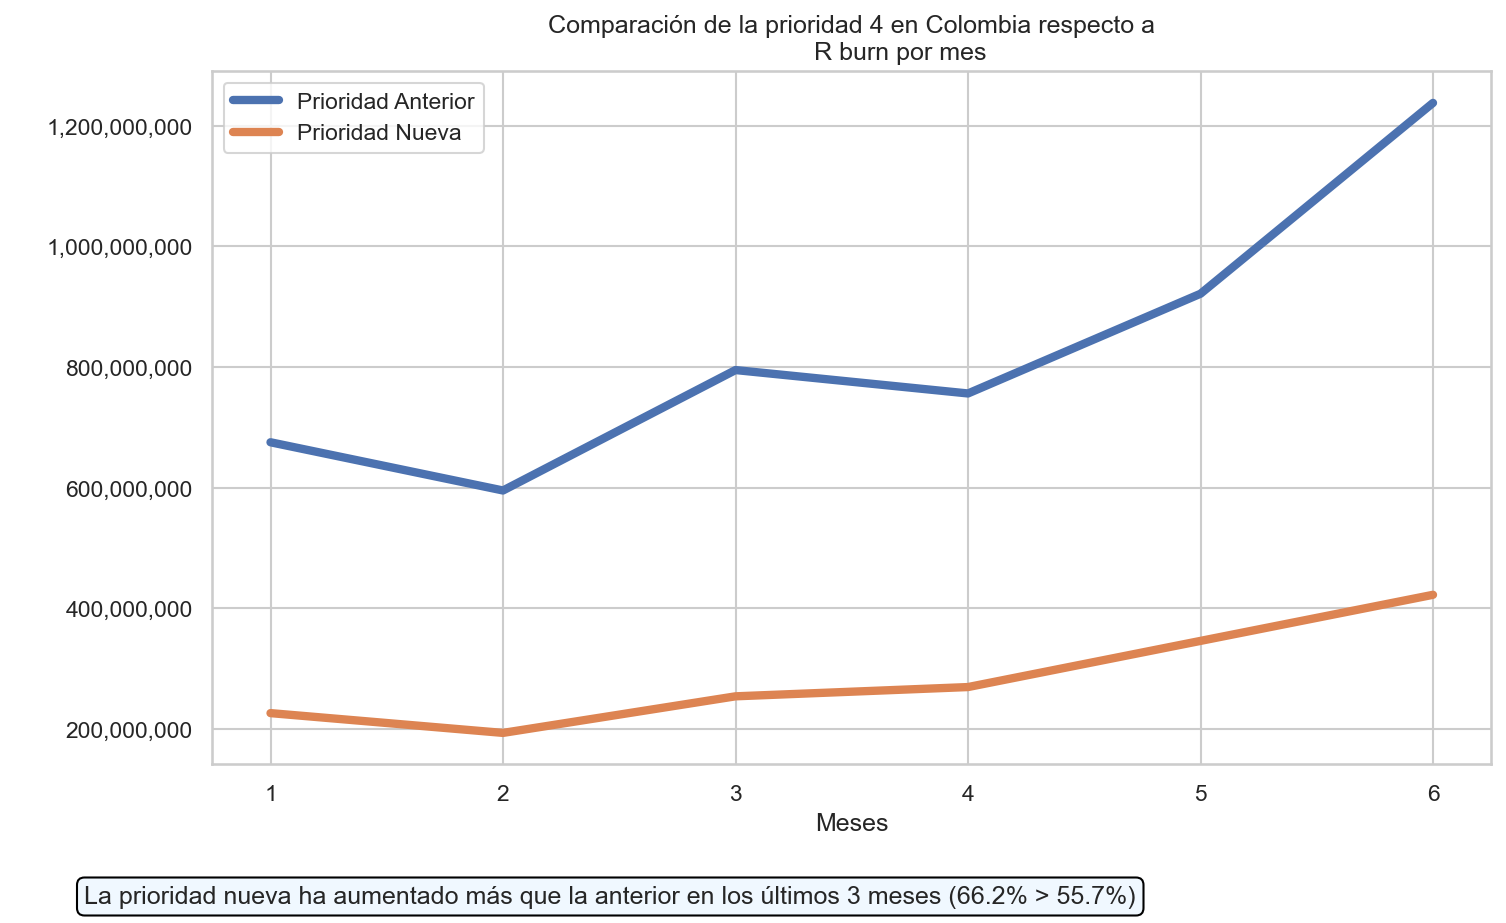 Comparación de la prioridad 4 en Colombia respecto a
R burn por mes
Prioridad Anterior
Prioridad Nueva
1,200,000,000
1,000,000,000
800,000,000
600,000,000
400,000,000
200,000,000
1
2
3
4
5
6
Meses
La prioridad nueva ha aumentado más que la anterior en los últimos 3 meses (66.2% > 55.7%)